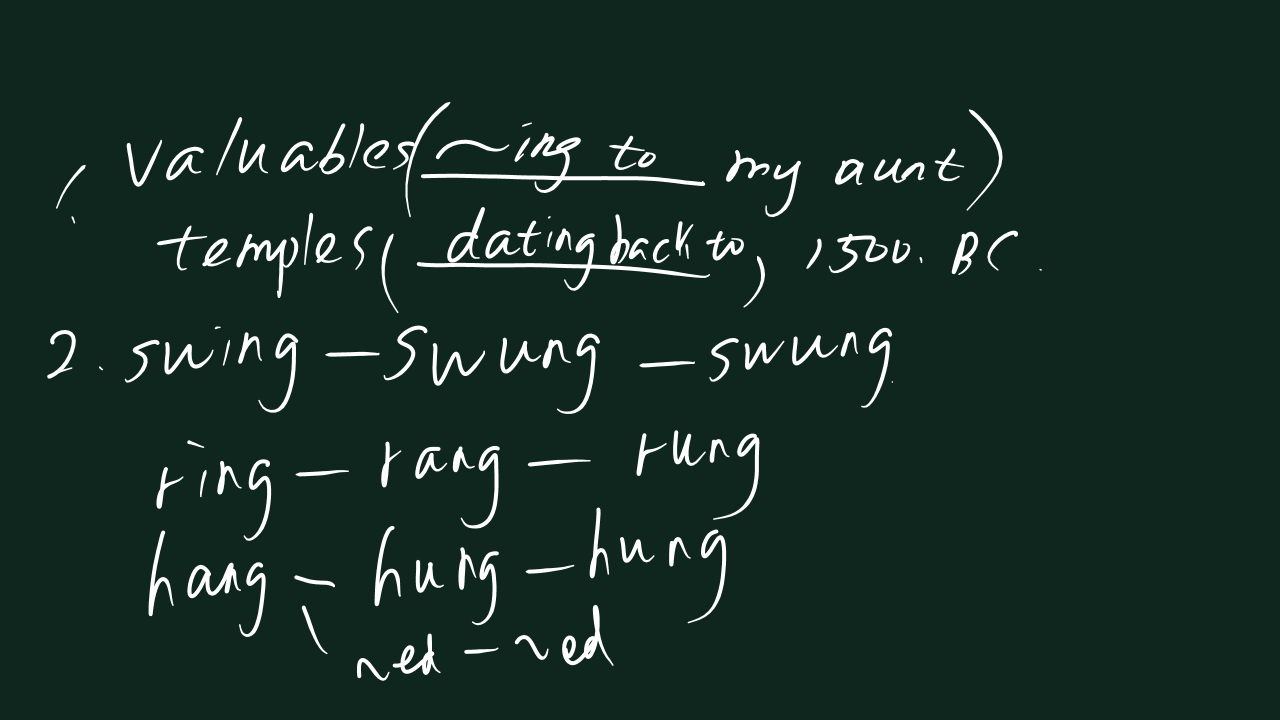 1. valuables (~ing to my aunt)
temples (dating back to) 1500. BC.
2. swing - swung - swung
ring - rang - rung
hang - hung - hung
~ed - ~ed